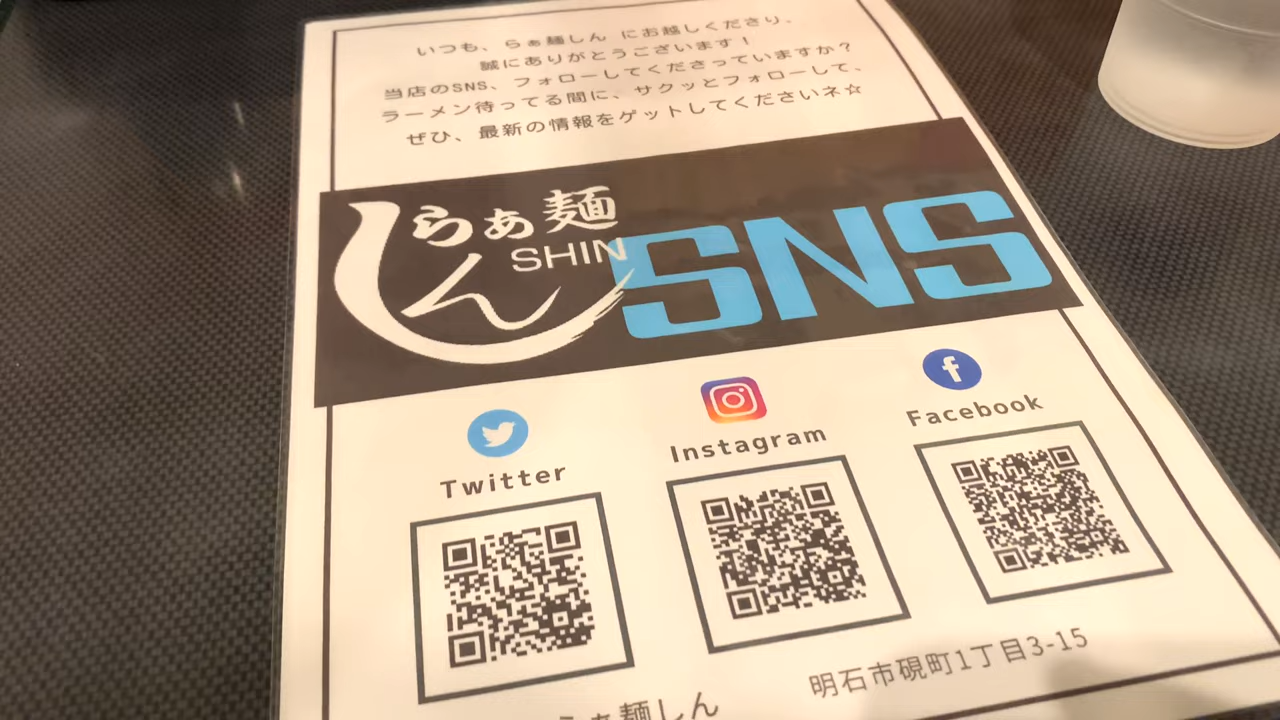 いつも、らぁ麺しん にお越しくださり、
誠にありがとうございます！
当店のSNS、フォローしてくださっていますか？
ラーメン待ってる間に、サクッとフォローして、
ぜひ、最新の情報をゲットしてくださいネ☆
らぁ麺
SHIN
しん
SNS
Twitter
Instagram
Facebook
らぁ麺しん
明石市硯町1丁目3-15